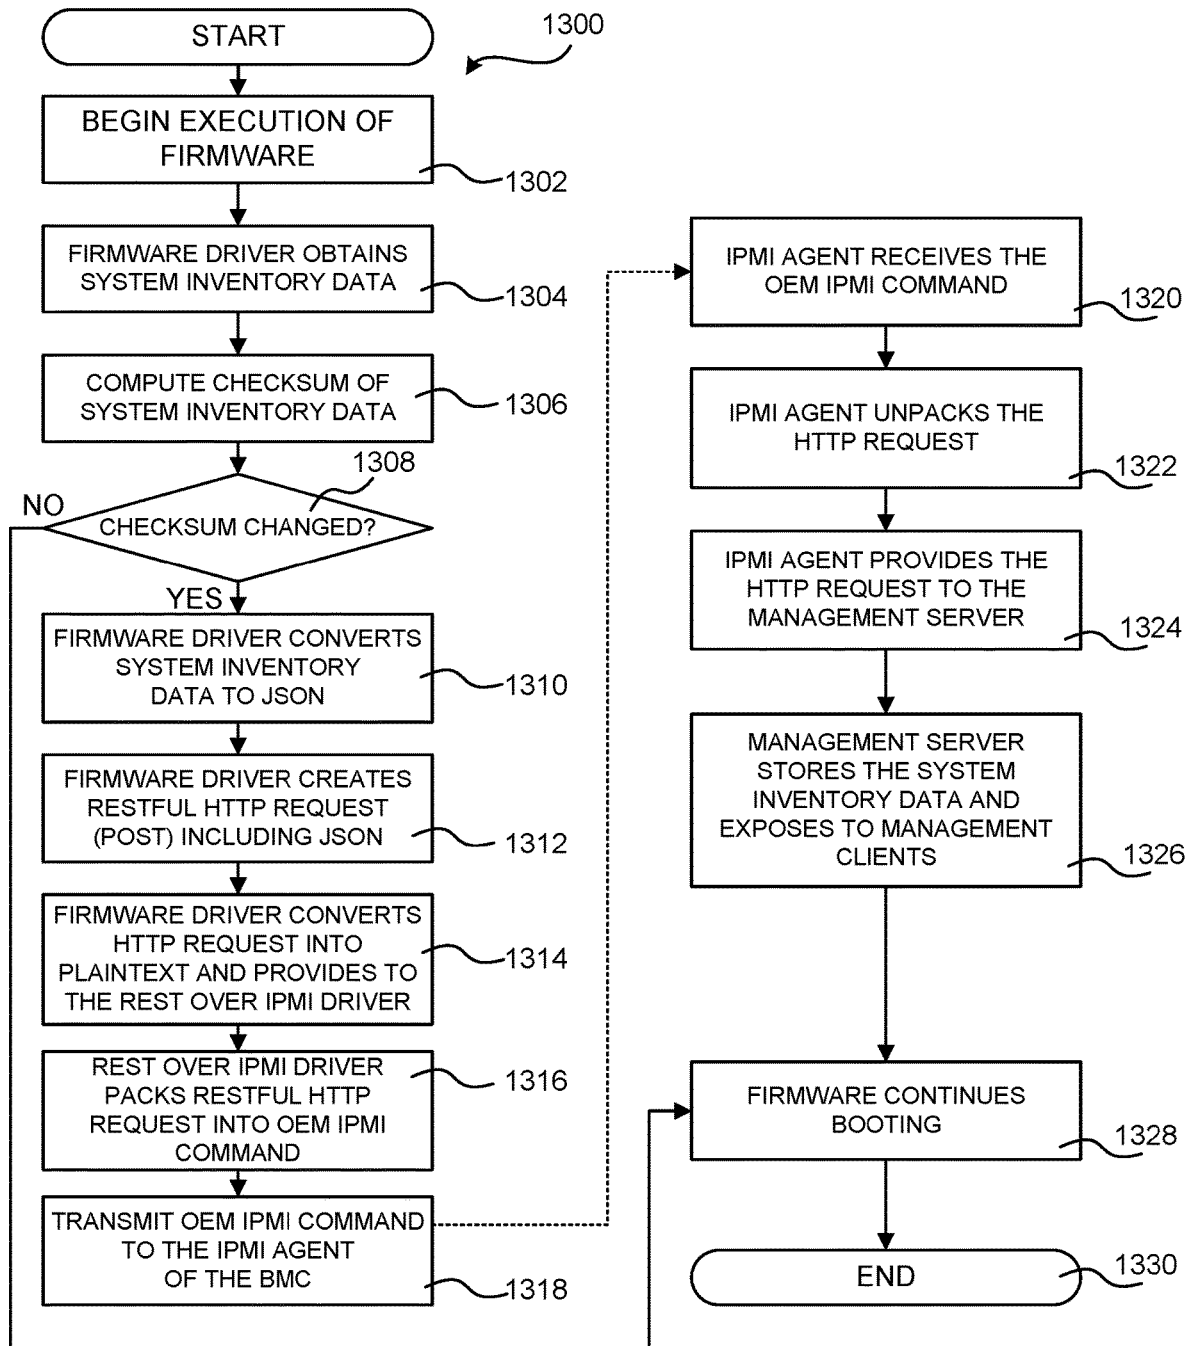 START
1300
BEGIN EXECUTION OF
FIRMWARE
1302
FIRMWARE DRIVER OBTAINS
SYSTEM INVENTORY DATA
1304
COMPUTE CHECKSUM OF
SYSTEM INVENTORY DATA
1306
1308
NO
CHECKSUM CHANGED?
YES
FIRMWARE DRIVER CONVERTS
SYSTEM INVENTORY
DATA TO JSON
1310
FIRMWARE DRIVER CREATES
RESTFUL HTTP REQUEST
(POST) INCLUDING JSON
1312
FIRMWARE DRIVER CONVERTS
HTTP REQUEST INTO
PLAINTEXT AND PROVIDES TO
THE REST OVER IPMI DRIVER
1314
REST OVER IPMI DRIVER
PACKS RESTFUL HTTP
REQUEST INTO OEM IPMI
COMMAND
1316
TRANSMIT OEM IPMI COMMAND
TO THE IPMI AGENT
OF THE BMC
1318
IPMI AGENT RECEIVES THE
OEM IPMI COMMAND
1320
IPMI AGENT UNPACKS THE
HTTP REQUEST
1322
IPMI AGENT PROVIDES THE
HTTP REQUEST TO THE
MANAGEMENT SERVER
1324
MANAGEMENT SERVER
STORES THE SYSTEM
INVENTORY DATA AND
EXPOSES TO MANAGEMENT
CLIENTS
1326
FIRMWARE CONTINUES
BOOTING
1328
END
1330